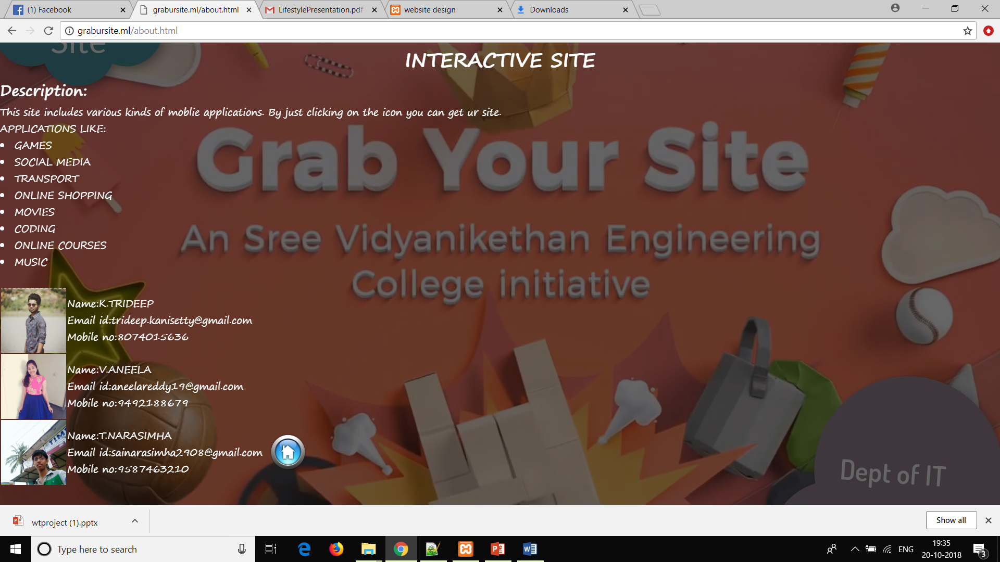 (1) Facebook
grabursite.ml/about.html
LifestylePresentation.pdf
website design
Downloads
grabursite.ml/about.html
Site
INTERACTIVE SITE
Description:
This site includes various kinds of moblie applications. By just clicking on the icon you can get ur site.
APPLICATIONS LIKE:
• GAMES
• SOCIAL MEDIA
• TRANSPORT
• ONLINE SHOPPING
• MOVIES
• CODING
• ONLINE COURSES
• MUSIC
Grab Your Site
An Sree Vidyanikethan Engineering
College initiative
Name:K.TRIDEEP
Email id:trideep.kanisetty@gmail.com
Mobile no:8074015636
Name:V.ANEELA
Email id:aneelareddy19@gmail.com
Mobile no:9492188679
Name:T.NARASIMHA
Email id:sainarasimha2908@gmail.com
Mobile no:9587463210
Dept of IT
wtproject (1).pptx
Show all
Type here to search
ENG
19:35
20-10-2018
3